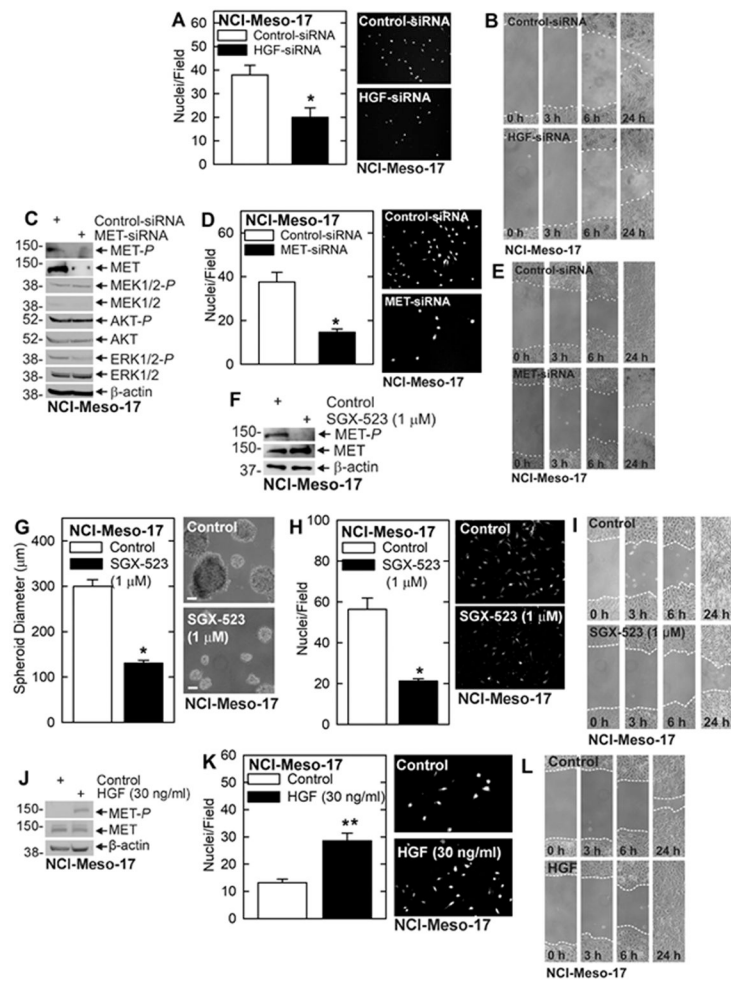 A
NCI-Meso-17
Control-siRNA
HGF-siRNA
Nuclei/Field
60
50
40
30
20
10
0
*
Control-siRNA
HGF-siRNA
NCI-Meso-17
B
Control-siRNA
0 h 3 h 6 h 24 h
HGF-siRNA
0 h 3 h 6 h 24 h
NCI-Meso-17
C
+ Control-siRNA
+ MET-siRNA
150- MET-P
150- MET
38- MEK1/2-P
38- MEK1/2
52- AKT-P
52- AKT
38- ERK1/2-P
38- ERK1/2
38- β-actin
NCI-Meso-17
D
NCI-Meso-17
Control-siRNA
MET-siRNA
Nuclei/Field
60
40
20
0
*
Control-siRNA
MET-siRNA
NCI-Meso-17
E
Control-siRNA
0 h 3 h 6 h 24 h
MET-siRNA
0 h 3 h 6 h 24 h
NCI-Meso-17
F
+ Control
+ SGX-523 (1 μM)
150- MET-P
150- MET
37- β-actin
NCI-Meso-17
G
NCI-Meso-17
Control
SGX-523
(1 μM)
Spheroid Diameter (μm)
400
300
200
100
0
*
Control
SGX-523
(1 μM)
NCI-Meso-17
H
NCI-Meso-17
Control
SGX-523
(1 μM)
Nuclei/Field
100
80
60
40
20
0
*
Control
SGX-523 (1 μM)
NCI-Meso-17
I
Control
0 h 3 h 6 h 24 h
SGX-523 (1 μM)
0 h 3 h 6 h 24 h
NCI-Meso-17
J
+ Control
+ HGF (30 ng/ml)
150- MET-P
150- MET
38- β-actin
NCI-Meso-17
K
NCI-Meso-17
Control
HGF (30 ng/ml)
Nuclei/Field
60
50
40
30
20
10
0
**
Control
HGF (30 ng/ml)
NCI-Meso-17
L
Control
0 h 3 h 6 h 24 h
HGF
0 h 3 h 6 h 24 h
NCI-Meso-17